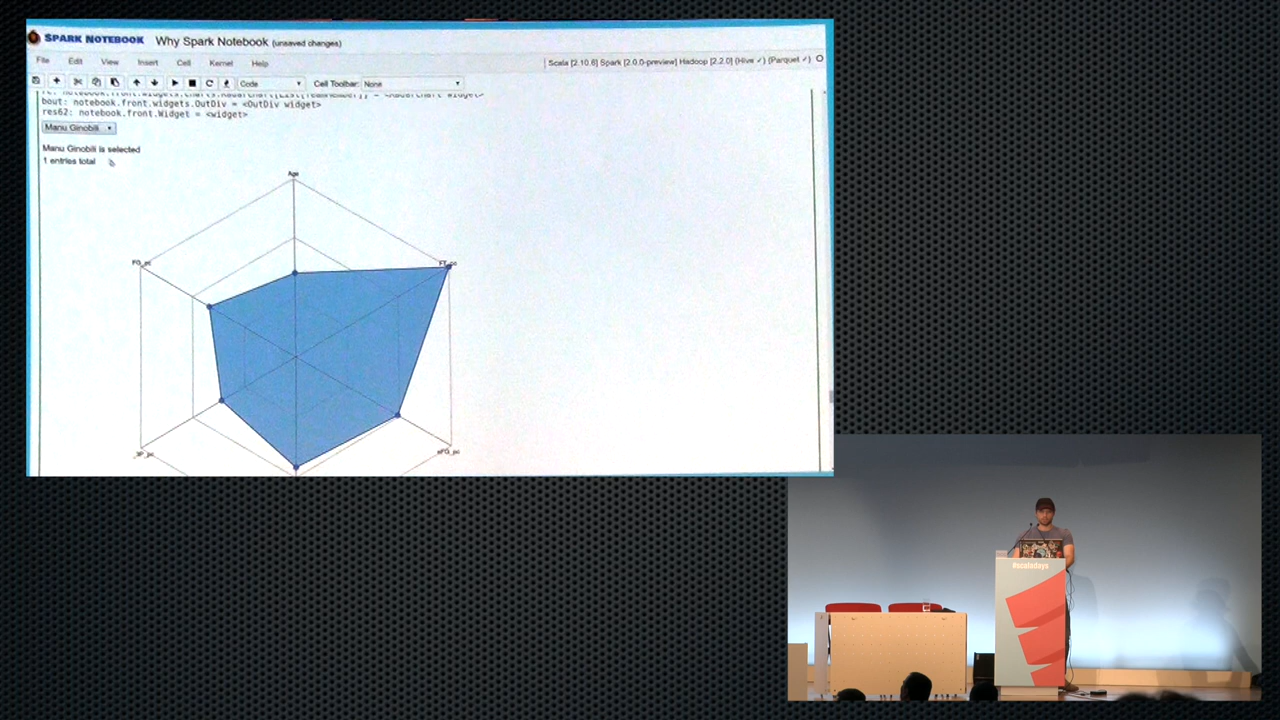 SPARK NOTEBOOK Why Spark Notebook (unsaved changes)
File Edit View Insert Cell Kernel Help
Scala [2.10.6] Spark [2.0.0-preview] Hadoop [2.2.0] {Hive ✓} {Parquet ✓}
Code Cell Toolbar: None
bout: notebook.front.widgets.OutDiv = <OutDiv widget>
res62: notebook.front.Widget = <widget>
Manu Ginobili
Manu Ginobili is selected
1 entries total
Age
FG_pc
FT_pc
3P_pc
eFG_pc
#scaladays